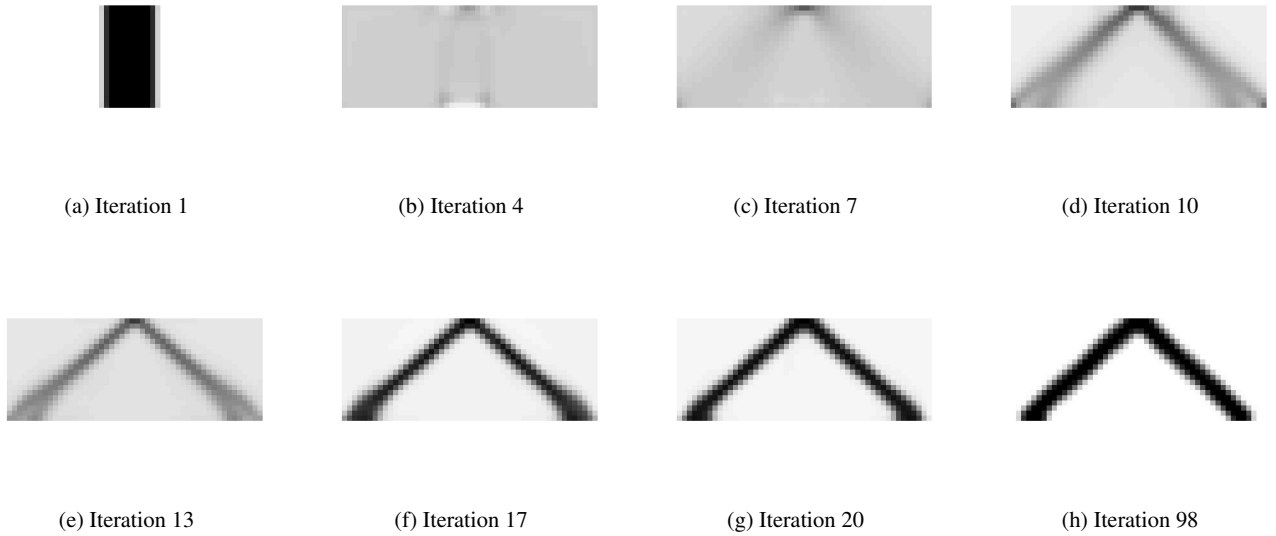 (a) Iteration 1
(b) Iteration 4
(c) Iteration 7
(d) Iteration 10
(e) Iteration 13
(f) Iteration 17
(g) Iteration 20
(h) Iteration 98